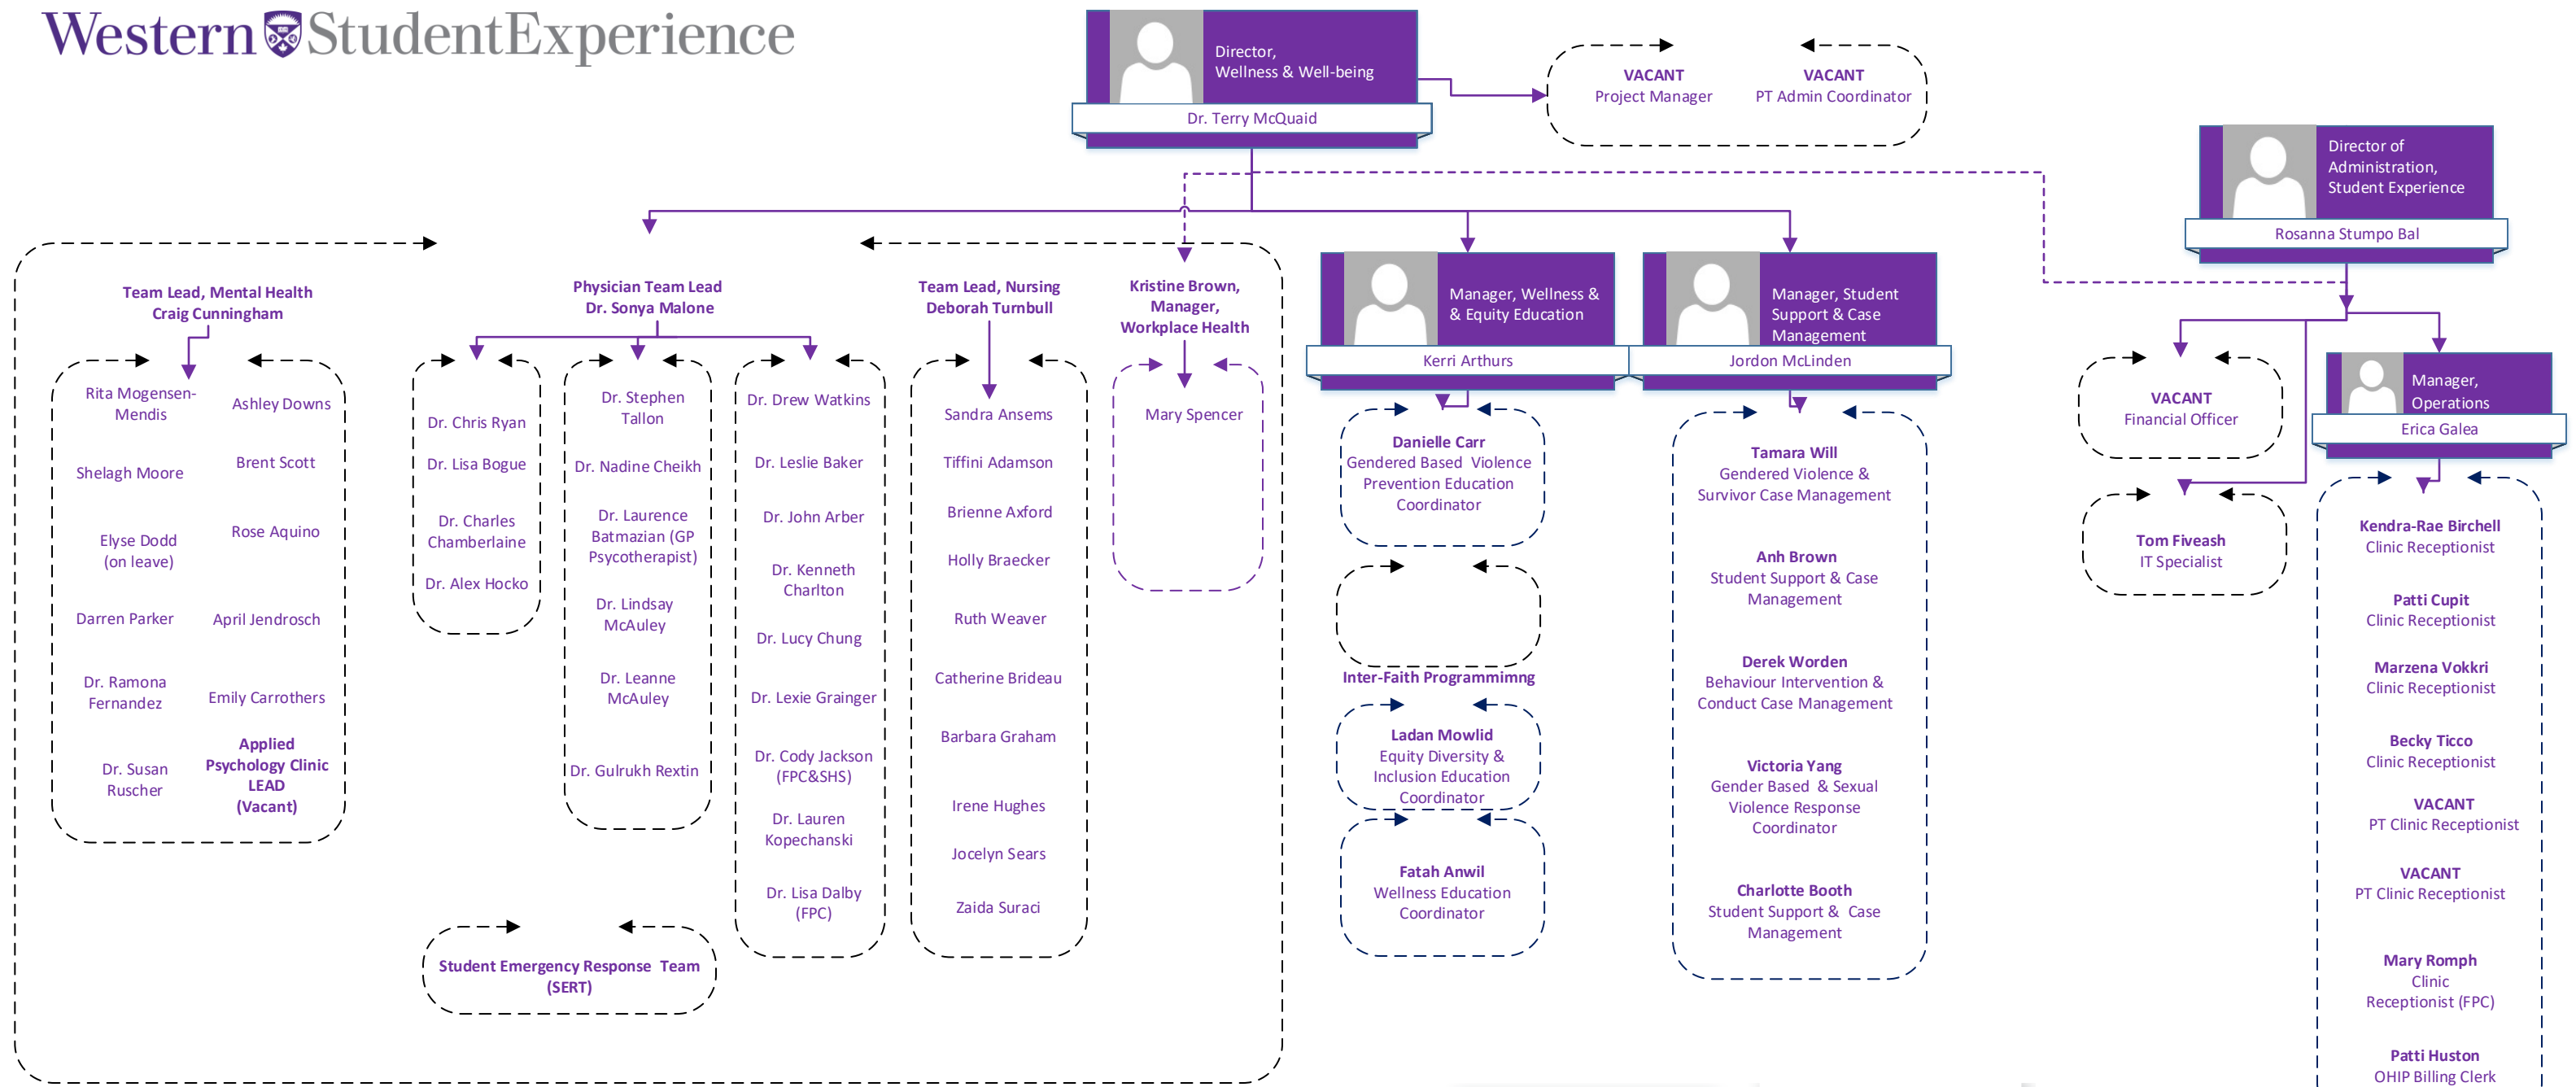 Western StudentExperience
Director,
Wellness & Well-being
Dr. Terry McQuaid
VACANT
Project Manager
VACANT
PT Admin Coordinator
Director of
Administration,
Student Experience
Rosanna Stumpo Bal
Team Lead, Mental Health
Craig Cunningham
Rita Mogensen-
Mendis
Shelagh Moore
Elyse Dodd
(on leave)
Darren Parker
Dr. Ramona
Fernandez
Dr. Susan
Ruscher
Ashley Downs
Brent Scott
Rose Aquino
April Jendrosch
Emily Carrothers
Applied
Psychology Clinic
LEAD
(Vacant)
Physician Team Lead
Dr. Sonya Malone
Dr. Chris Ryan
Dr. Lisa Bogue
Dr. Charles
Chamberlaine
Dr. Alex Hocko
Dr. Stephen
Tallon
Dr. Nadine Cheikh
Dr. Laurence
Batmazian (GP
Psycotherapist)
Dr. Lindsay
McAuley
Dr. Leanne
McAuley
Dr. Gulrukh Rextin
Dr. Drew Watkins
Dr. Leslie Baker
Dr. John Arber
Dr. Kenneth
Charlton
Dr. Lucy Chung
Dr. Lexie Grainger
Dr. Cody Jackson
(FPC&SHS)
Dr. Lauren
Kopechanski
Dr. Lisa Dalby
(FPC)
Student Emergency Response  Team
(SERT)
Team Lead, Nursing
Deborah Turnbull
Sandra Ansems
Tiffini Adamson
Brienne Axford
Holly Braecker
Ruth Weaver
Catherine Brideau
Barbara Graham
Irene Hughes
Jocelyn Sears
Zaida Suraci
Kristine Brown,
Manager,
Workplace Health
Mary Spencer
Manager, Wellness &
& Equity Education
Kerri Arthurs
Danielle Carr
Gendered Based  Violence
Prevention Education
Coordinator
Inter-Faith Programmimng
Ladan Mowlid
Equity Diversity &
Inclusion Education
Coordinator
Fatah Anwil
Wellness Education
Coordinator
Manager, Student
Support & Case
Management
Jordon McLinden
Tamara Will
Gendered Violence &
Survivor Case Management
Anh Brown
Student Support & Case
Management
Derek Worden
Behaviour Intervention &
Conduct Case Management
Victoria Yang
Gender Based  & Sexual
Violence Response
Coordinator
Charlotte Booth
Student Support &  Case
Management
VACANT
Financial Officer
Tom Fiveash
IT Specialist
Manager,
Operations
Erica Galea
Kendra-Rae Birchell
Clinic Receptionist
Patti Cupit
Clinic Receptionist
Marzena Vokkri
Clinic Receptionist
Becky Ticco
Clinic Receptionist
VACANT
PT Clinic Receptionist
VACANT
PT Clinic Receptionist
Mary Romph
Clinic
Receptionist (FPC)
Patti Huston
OHIP Billing Clerk